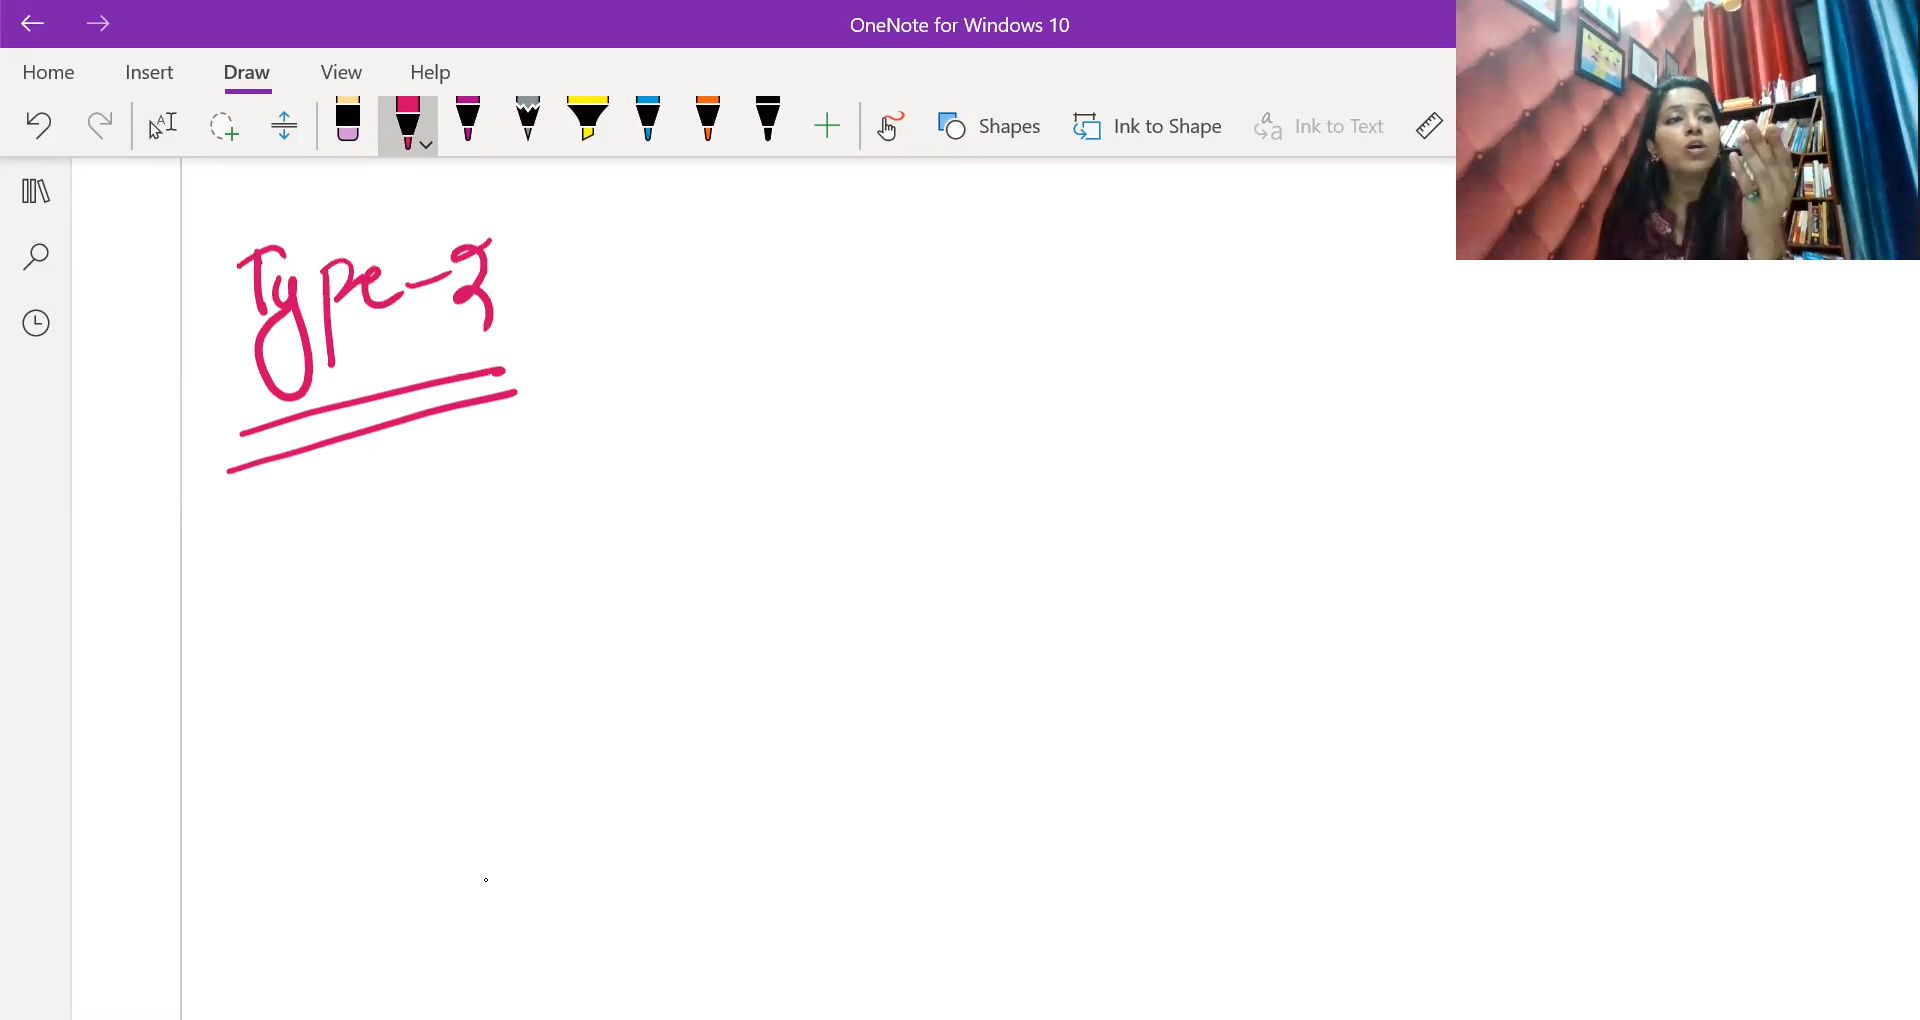 OneNote for Windows 10
Home Insert Draw View Help
Shapes Ink to Shape Ink to Text
Type-2